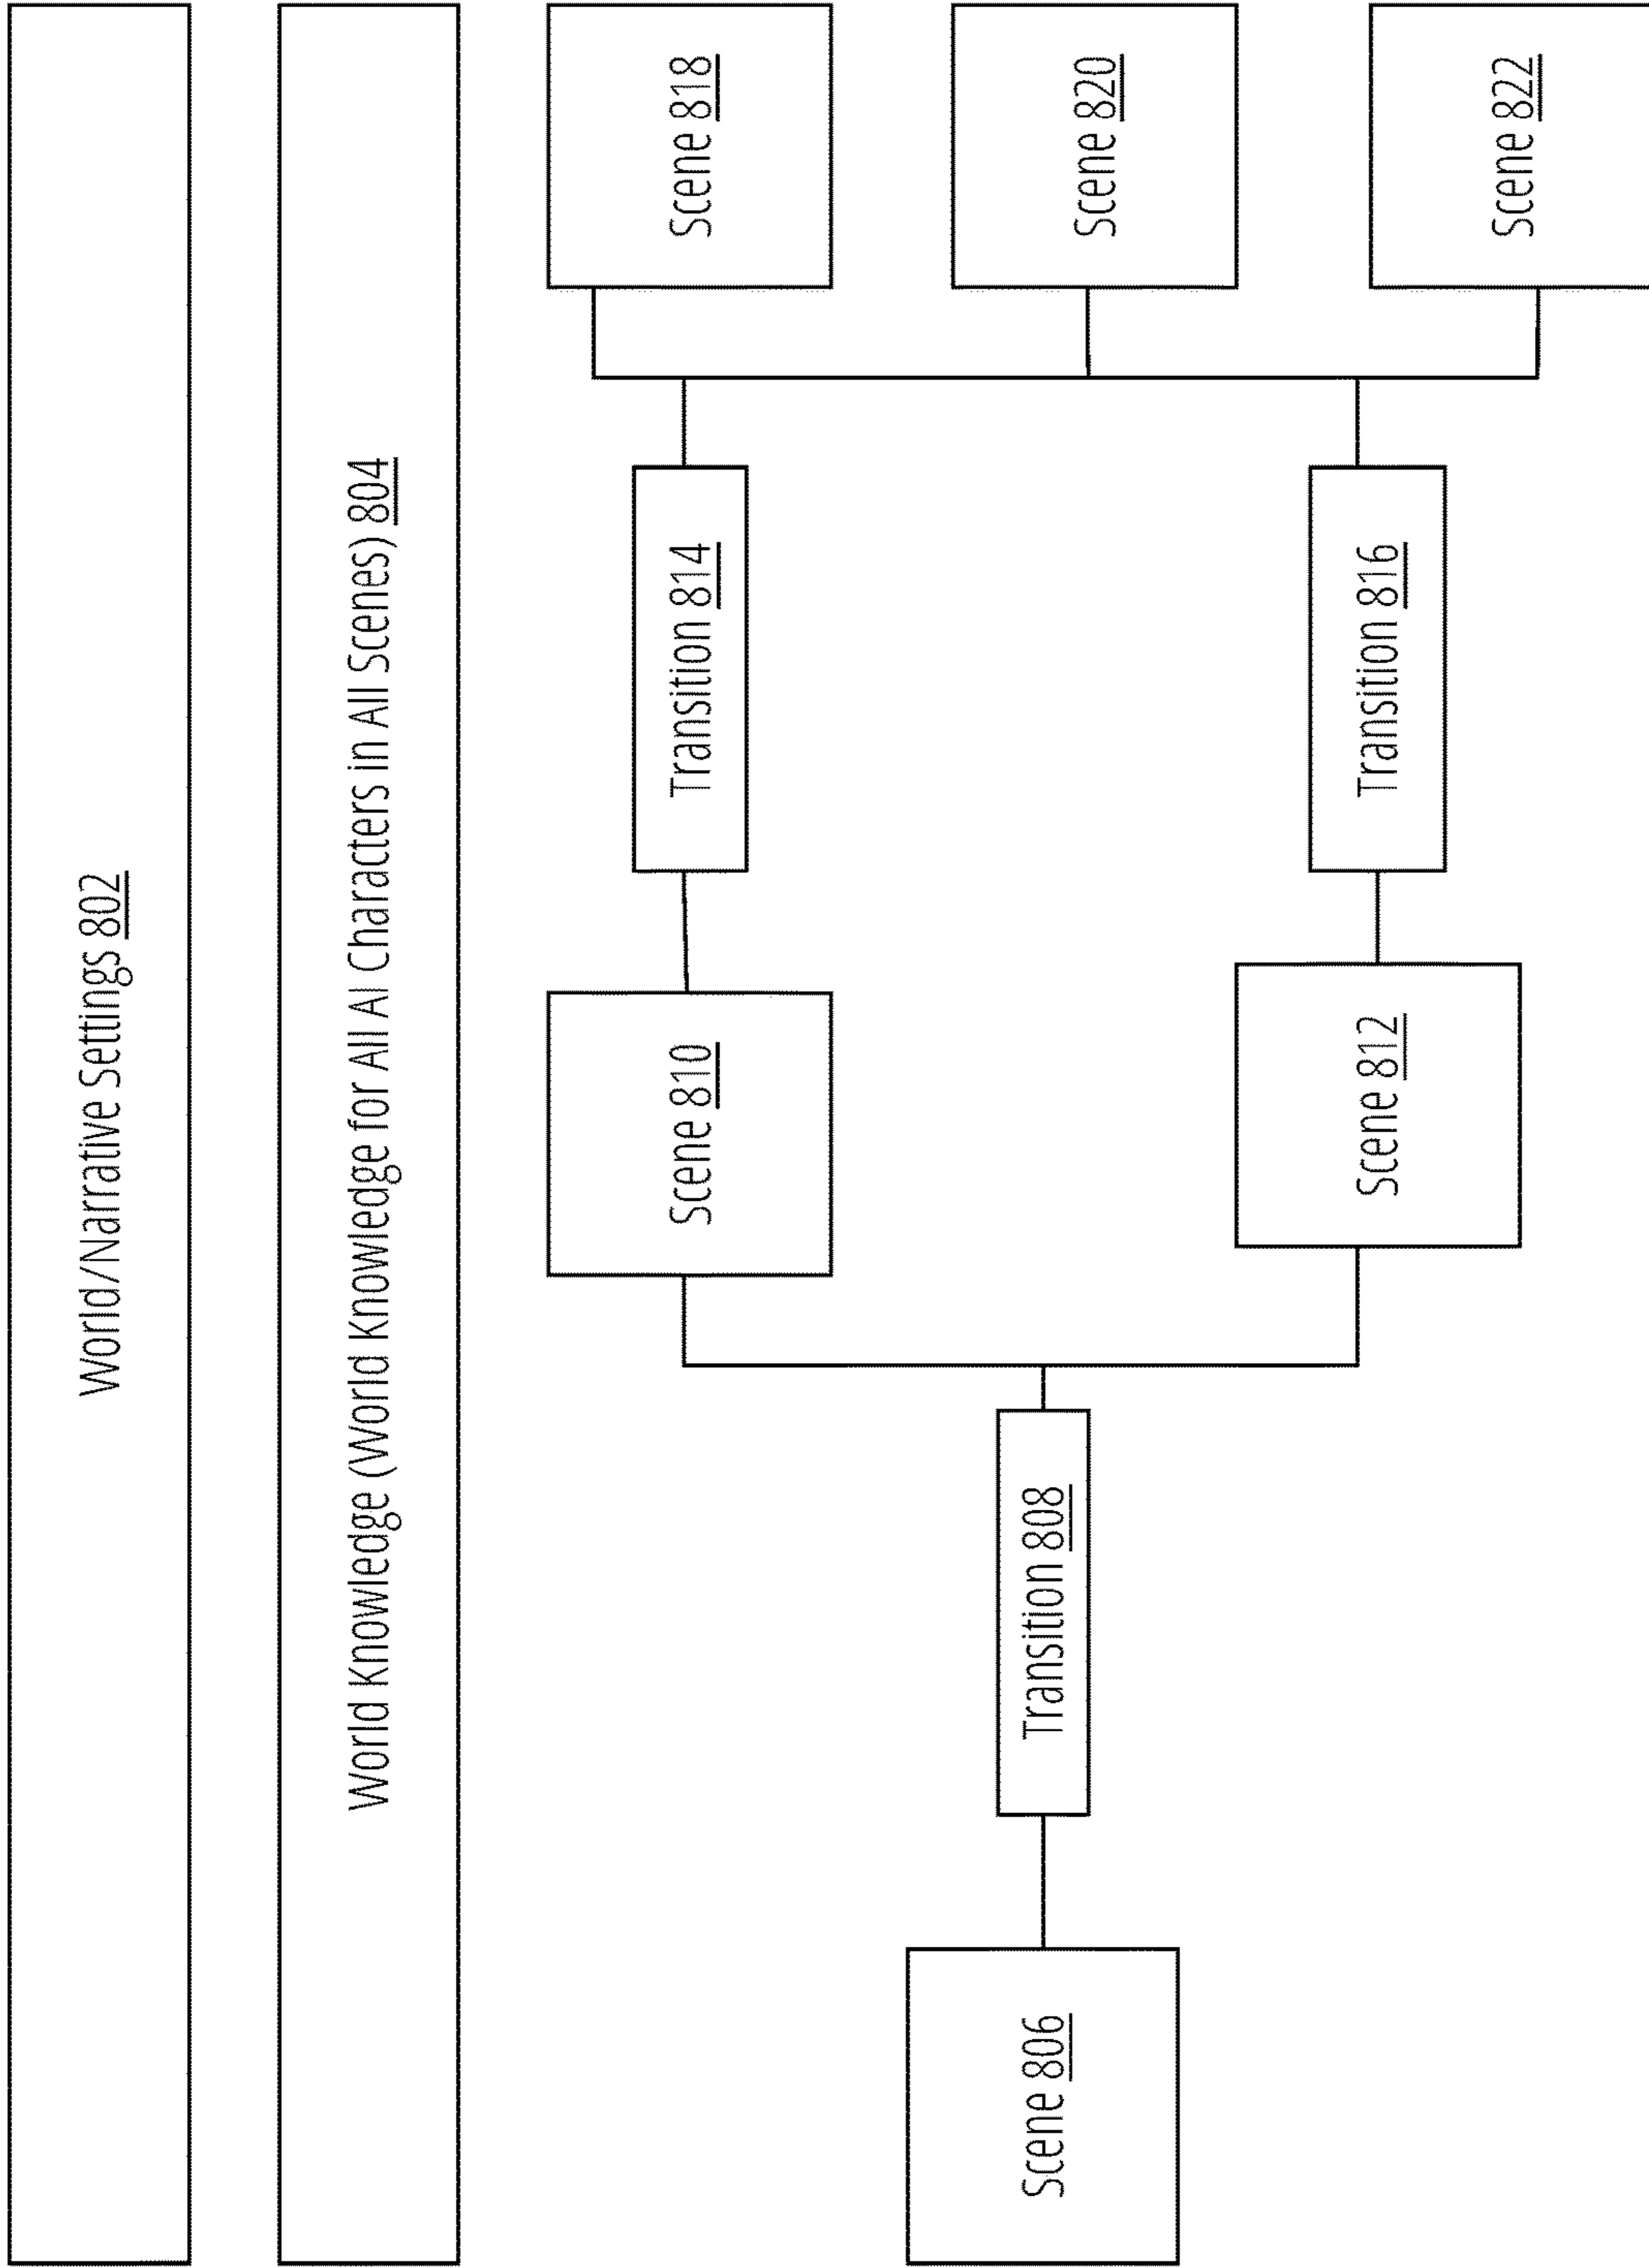 World/Narrative Settings 802
World Knowledge (World Knowledge for All AI Characters in All Scenes) 804
Scene 806
Transition 808
Scene 810
Scene 812
Transition 814
Transition 816
Scene 818
Scene 820
Scene 822